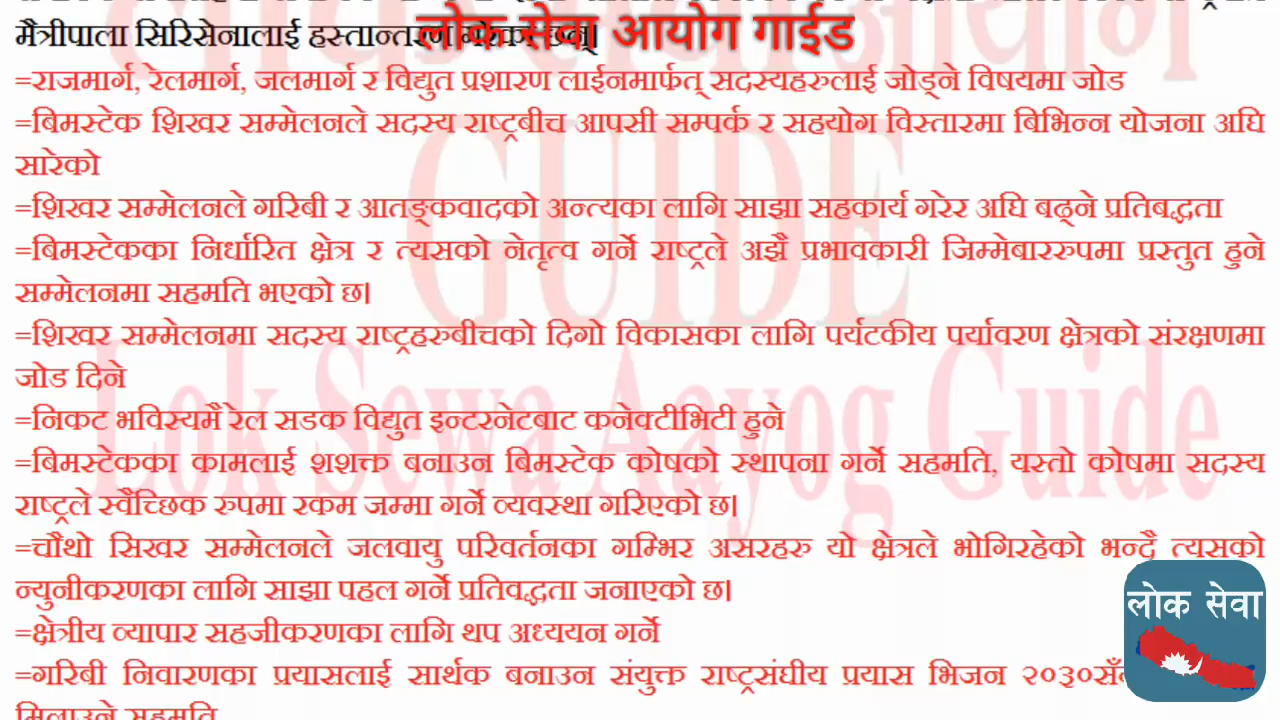 लोक सेवा आयोग गाईड
मैत्रीपाला सिरिसेनालाई हस्तान्तरण गरेका छन्।
=राजमार्ग, रेलमार्ग, जलमार्ग र विद्युत प्रशारण लाईनमार्फत् सदस्यहरुलाई जोड्ने विषयमा जोड
=बिमस्टेक शिखर सम्मेलनले सदस्य राष्ट्रबीच आपसी सम्पर्क र सहयोग विस्तारमा बिभिन्न योजना अघि
सारेको
=शिखर सम्मेलनले गरिबी र आतङ्कवादको अन्त्यका लागि साझा सहकार्य गरेर अघि बढ्ने प्रतिबद्धता
=बिमस्टेकका निर्धारित क्षेत्र र त्यसको नेतृत्व गर्ने राष्ट्रले अझै प्रभावकारी जिम्मेबाररुपमा प्रस्तुत हुने
सम्मेलनमा सहमति भएको छ।
=शिखर सम्मेलनमा सदस्य राष्ट्रहरुबीचको दिगो विकासका लागि पर्यटकीय पर्यावरण क्षेत्रको संरक्षणमा
जोड दिने
=निकट भविस्यमै रेल सडक विद्युत इन्टरनेटबाट कनेक्टीभिटी हुने
=बिमस्टेकका कामलाई शशक्त बनाउन बिमस्टेक कोषको स्थापना गर्ने सहमति, यस्तो कोषमा सदस्य
राष्ट्रले स्वैच्छिक रुपमा रकम जम्मा गर्ने व्यवस्था गरिएको छ।
=चौथो सिखर सम्मेलनले जलवायु परिवर्तनका गम्भिर असरहरु यो क्षेत्रले भोगिरहेको भन्दै त्यसको
न्युनीकरणका लागि साझा पहल गर्ने प्रतिवद्धता जनाएको छ।
=क्षेत्रीय व्यापार सहजीकरणका लागि थप अध्ययन गर्ने
=गरिबी निवारणका प्रयासलाई सार्थक बनाउन संयुक्त राष्ट्रसंघीय प्रयास भिजन २०३०सँ
मिलाउने सहमति
GUIDE
Lok Sewa Aayog Guide
लोक सेवा